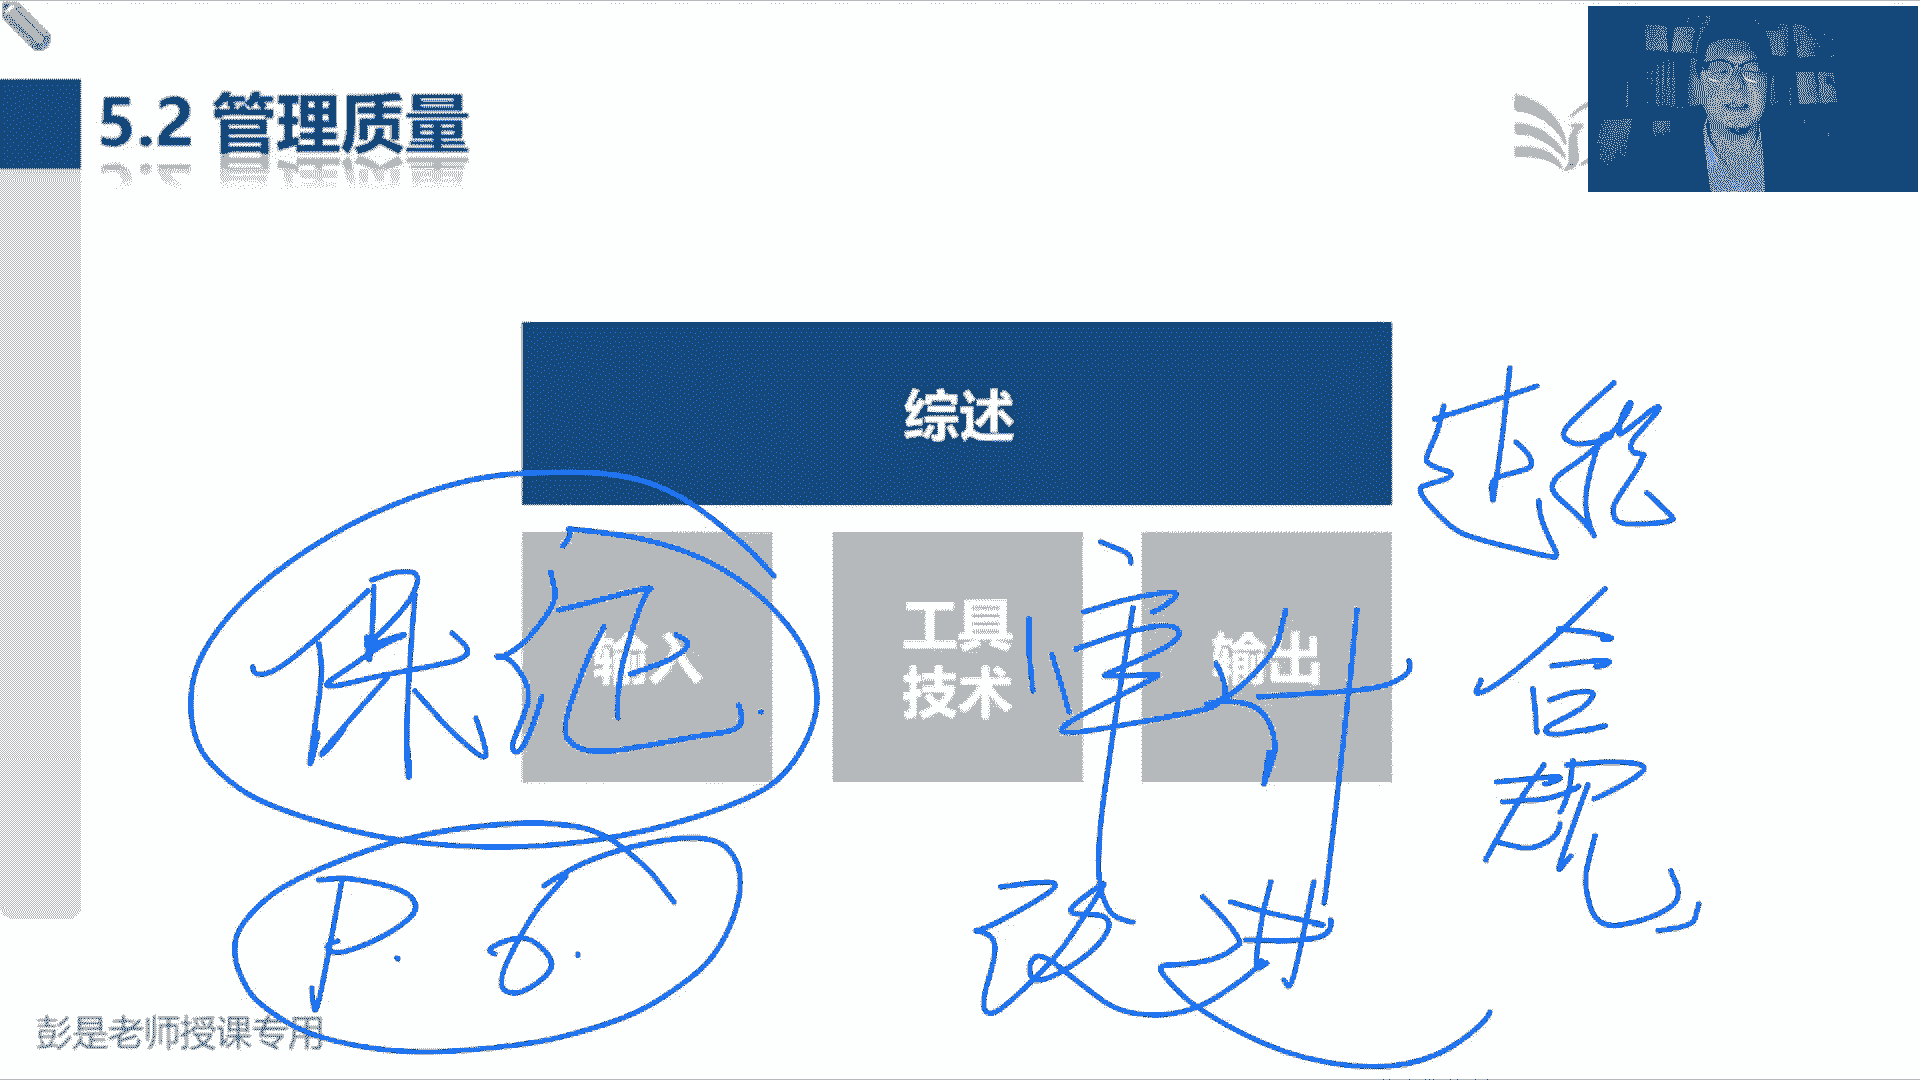 5.2 管理质量
综述
过程
合
规
保证
输入
工具
技术
审计
输出
P.
改进
彭是老师授课专用